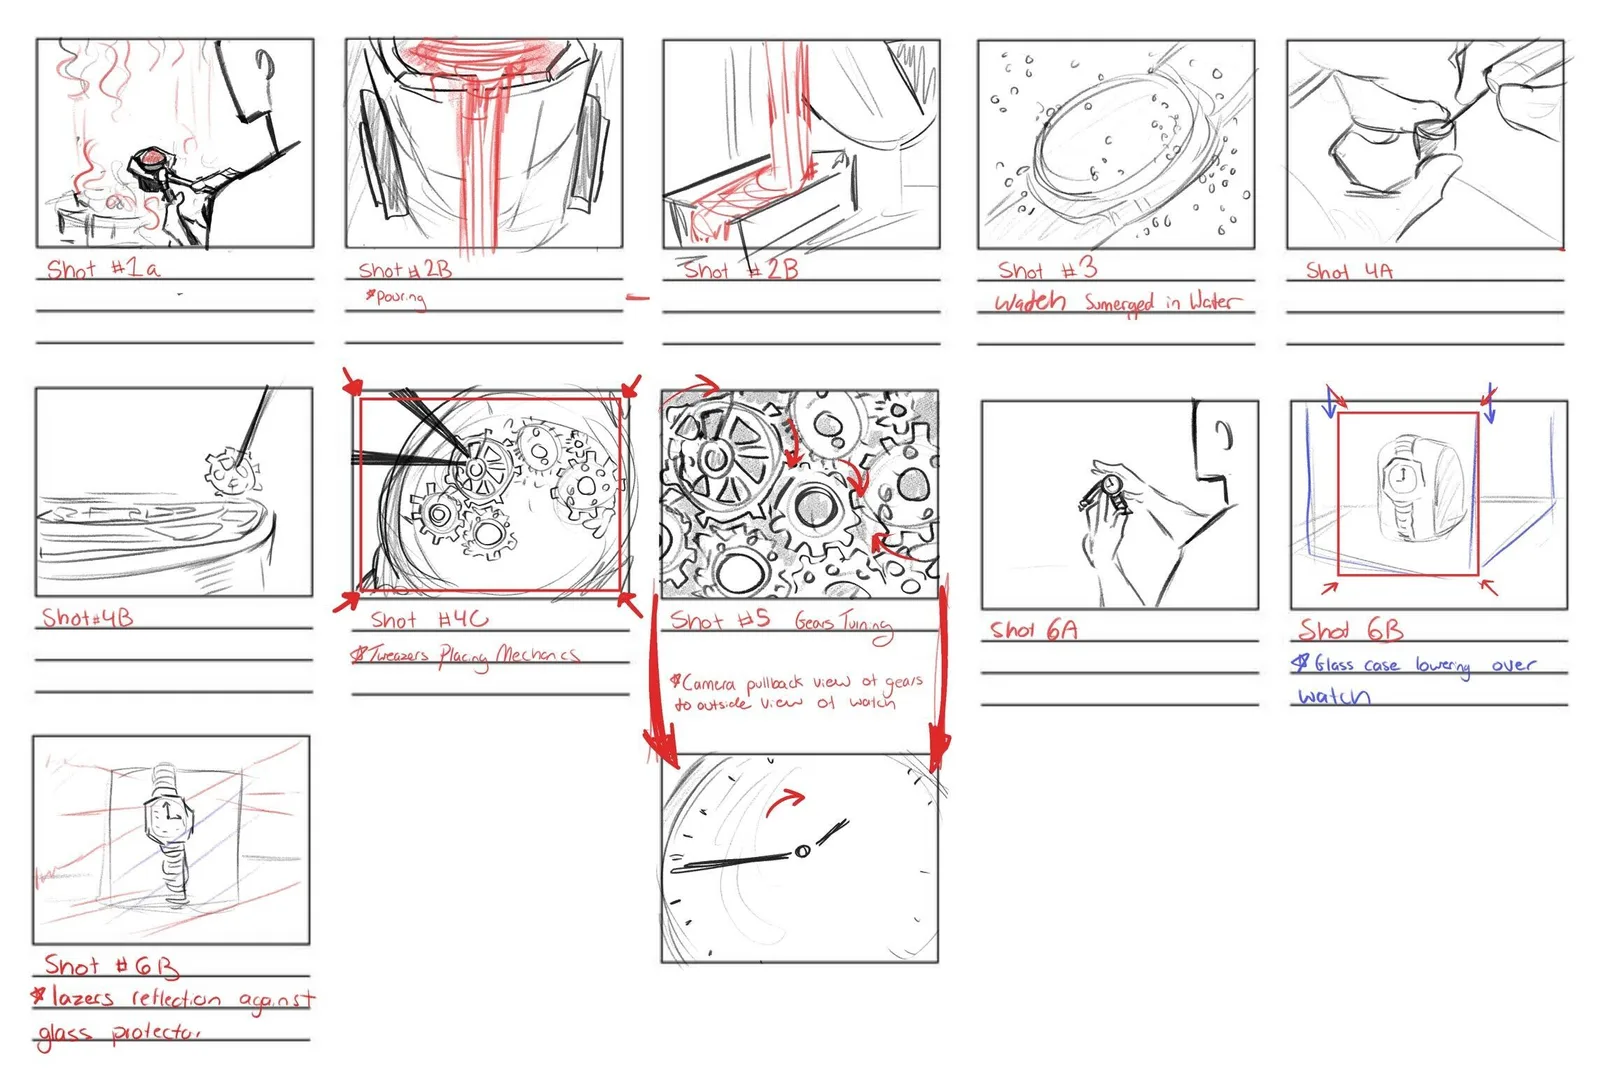 Shot #1a
Shot #2B
*Pouring
Shot #2B
Shot #3
Watch Sumerged in Water
Shot 4A
Shot#4B
Shot #4C
*Tweazers Placing Mechanics
Shot #5 Gears Turning
*Camera pullback view of gears
to outside view of watch
Shot 6A
Shot 6B
*Glass case lowering over
watch
Shot #6B
*lazers reflection against
glass protector